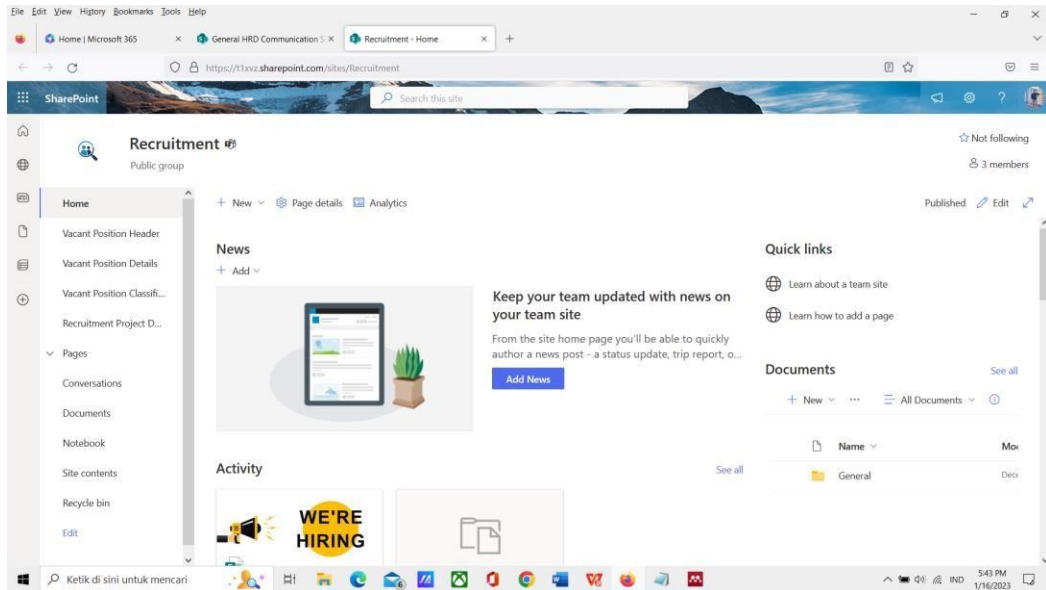 File Edit View History Bookmarks Tools Help
Home | Microsoft 365
General HRD Communication S
Recruitment - Home
https://t1xvz.sharepoint.com/sites/Recruitment
SharePoint
Search this site
Recruitment
Public group
Not following
3 members
Home
Vacant Position Header
Vacant Position Details
Vacant Position Classifi...
Recruitment Project D...
Pages
Conversations
Documents
Notebook
Site contents
Recycle bin
Edit
+ New
Page details
Analytics
Published
Edit
News
+ Add
Keep your team updated with news on
your team site
From the site home page you'll be able to quickly
author a news post - a status update, trip report, o...
Add News
Activity
See all
WE'RE
HIRING
Quick links
Learn about a team site
Learn how to add a page
Documents
See all
+ New
All Documents
Name
General
Ketik di sini untuk mencari
IND
5:43 PM
1/16/2023